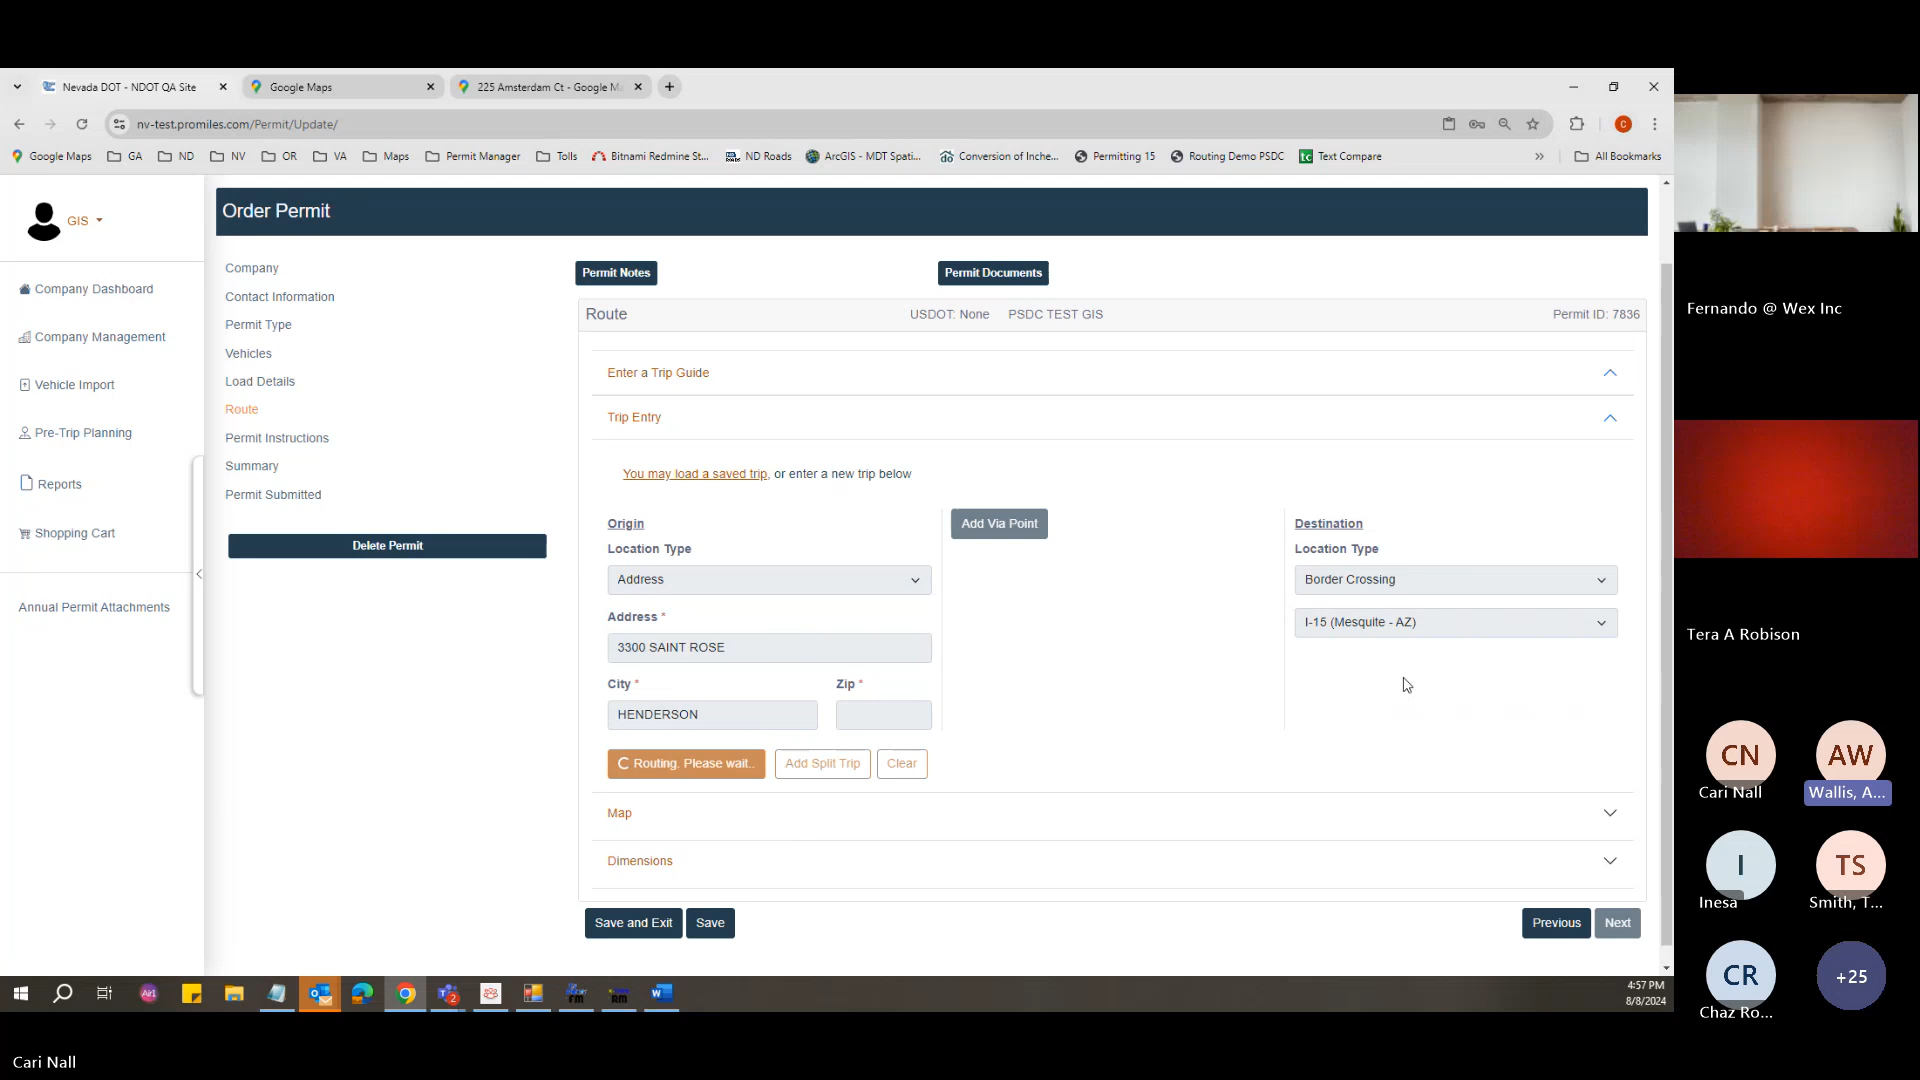 Nevada DOT - NDOT QA Site
Google Maps
225 Amsterdam Ct - Google M
nv-test.promiles.com/Permit/Update/
C
Google Maps
GA
ND
NV
OR
VA
Maps
Permit Manager
Tolls
Bitnami Redmine St...
ND Roads
ArcGIS - MDT Spati...
Conversion of Inche...
Permitting 15
Routing Demo PSDC
tc
Text Compare
»
All Bookmarks
GIS
Company Dashboard
Company Management
Vehicle Import
Pre-Trip Planning
Reports
Shopping Cart
Annual Permit Attachments
Order Permit
Company
Contact Information
Permit Type
Vehicles
Load Details
Route
Permit Instructions
Summary
Permit Submitted
Delete Permit
Permit Notes
Permit Documents
Route
USDOT: None
PSDC TEST GIS
Permit ID: 7836
Enter a Trip Guide
Trip Entry
You may load a saved trip, or enter a new trip below
Origin
Location Type
Address
Address *
3300 SAINT ROSE
City *
Zip *
HENDERSON
Add Via Point
Destination
Location Type
Border Crossing
I-15 (Mesquite - AZ)
Routing. Please wait..
Add Split Trip
Clear
Map
Dimensions
Save and Exit
Save
Previous
Next
4:57 PM
8/8/2024
Fernando @ Wex Inc
Tera A Robison
CN
Cari Nall
AW
Wallis, A...
I
Inesa
TS
Smith, T...
CR
Chaz Ro...
+25
Cari Nall